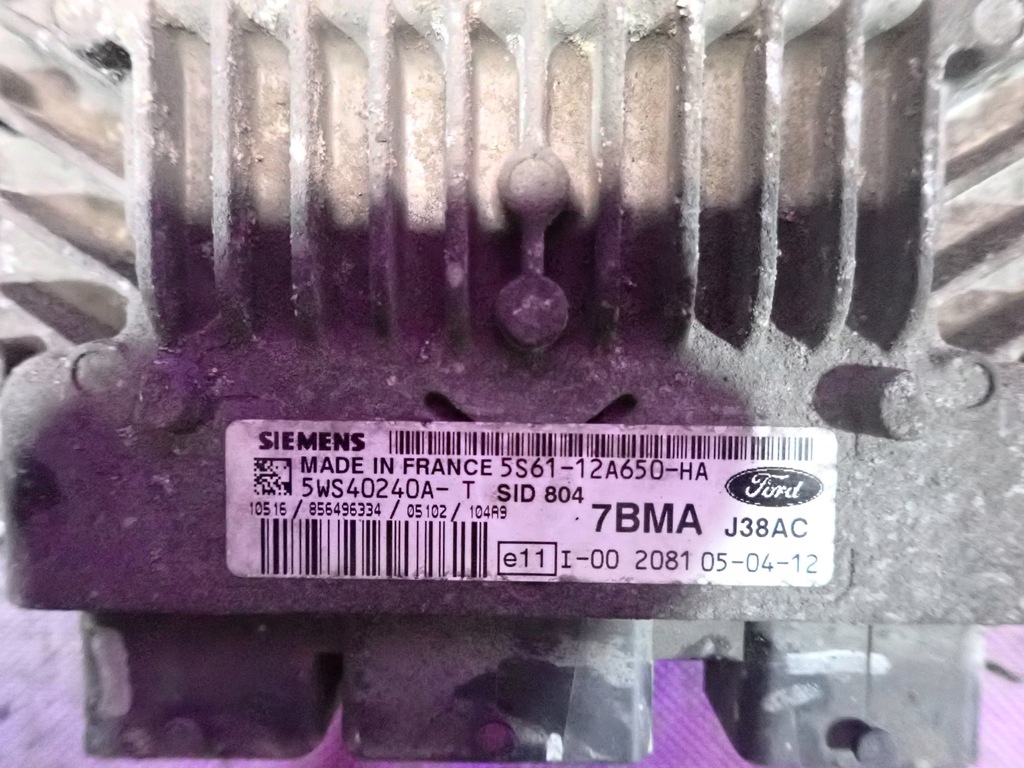 SIEMENS
MADE IN FRANCE 5S61-12A650-HA
5WS40240A- T SID 804 Ford
10516 / 856496334 / 05102 / 104A9
7BMA J38AC
e11 I-00 2081 05-04-12